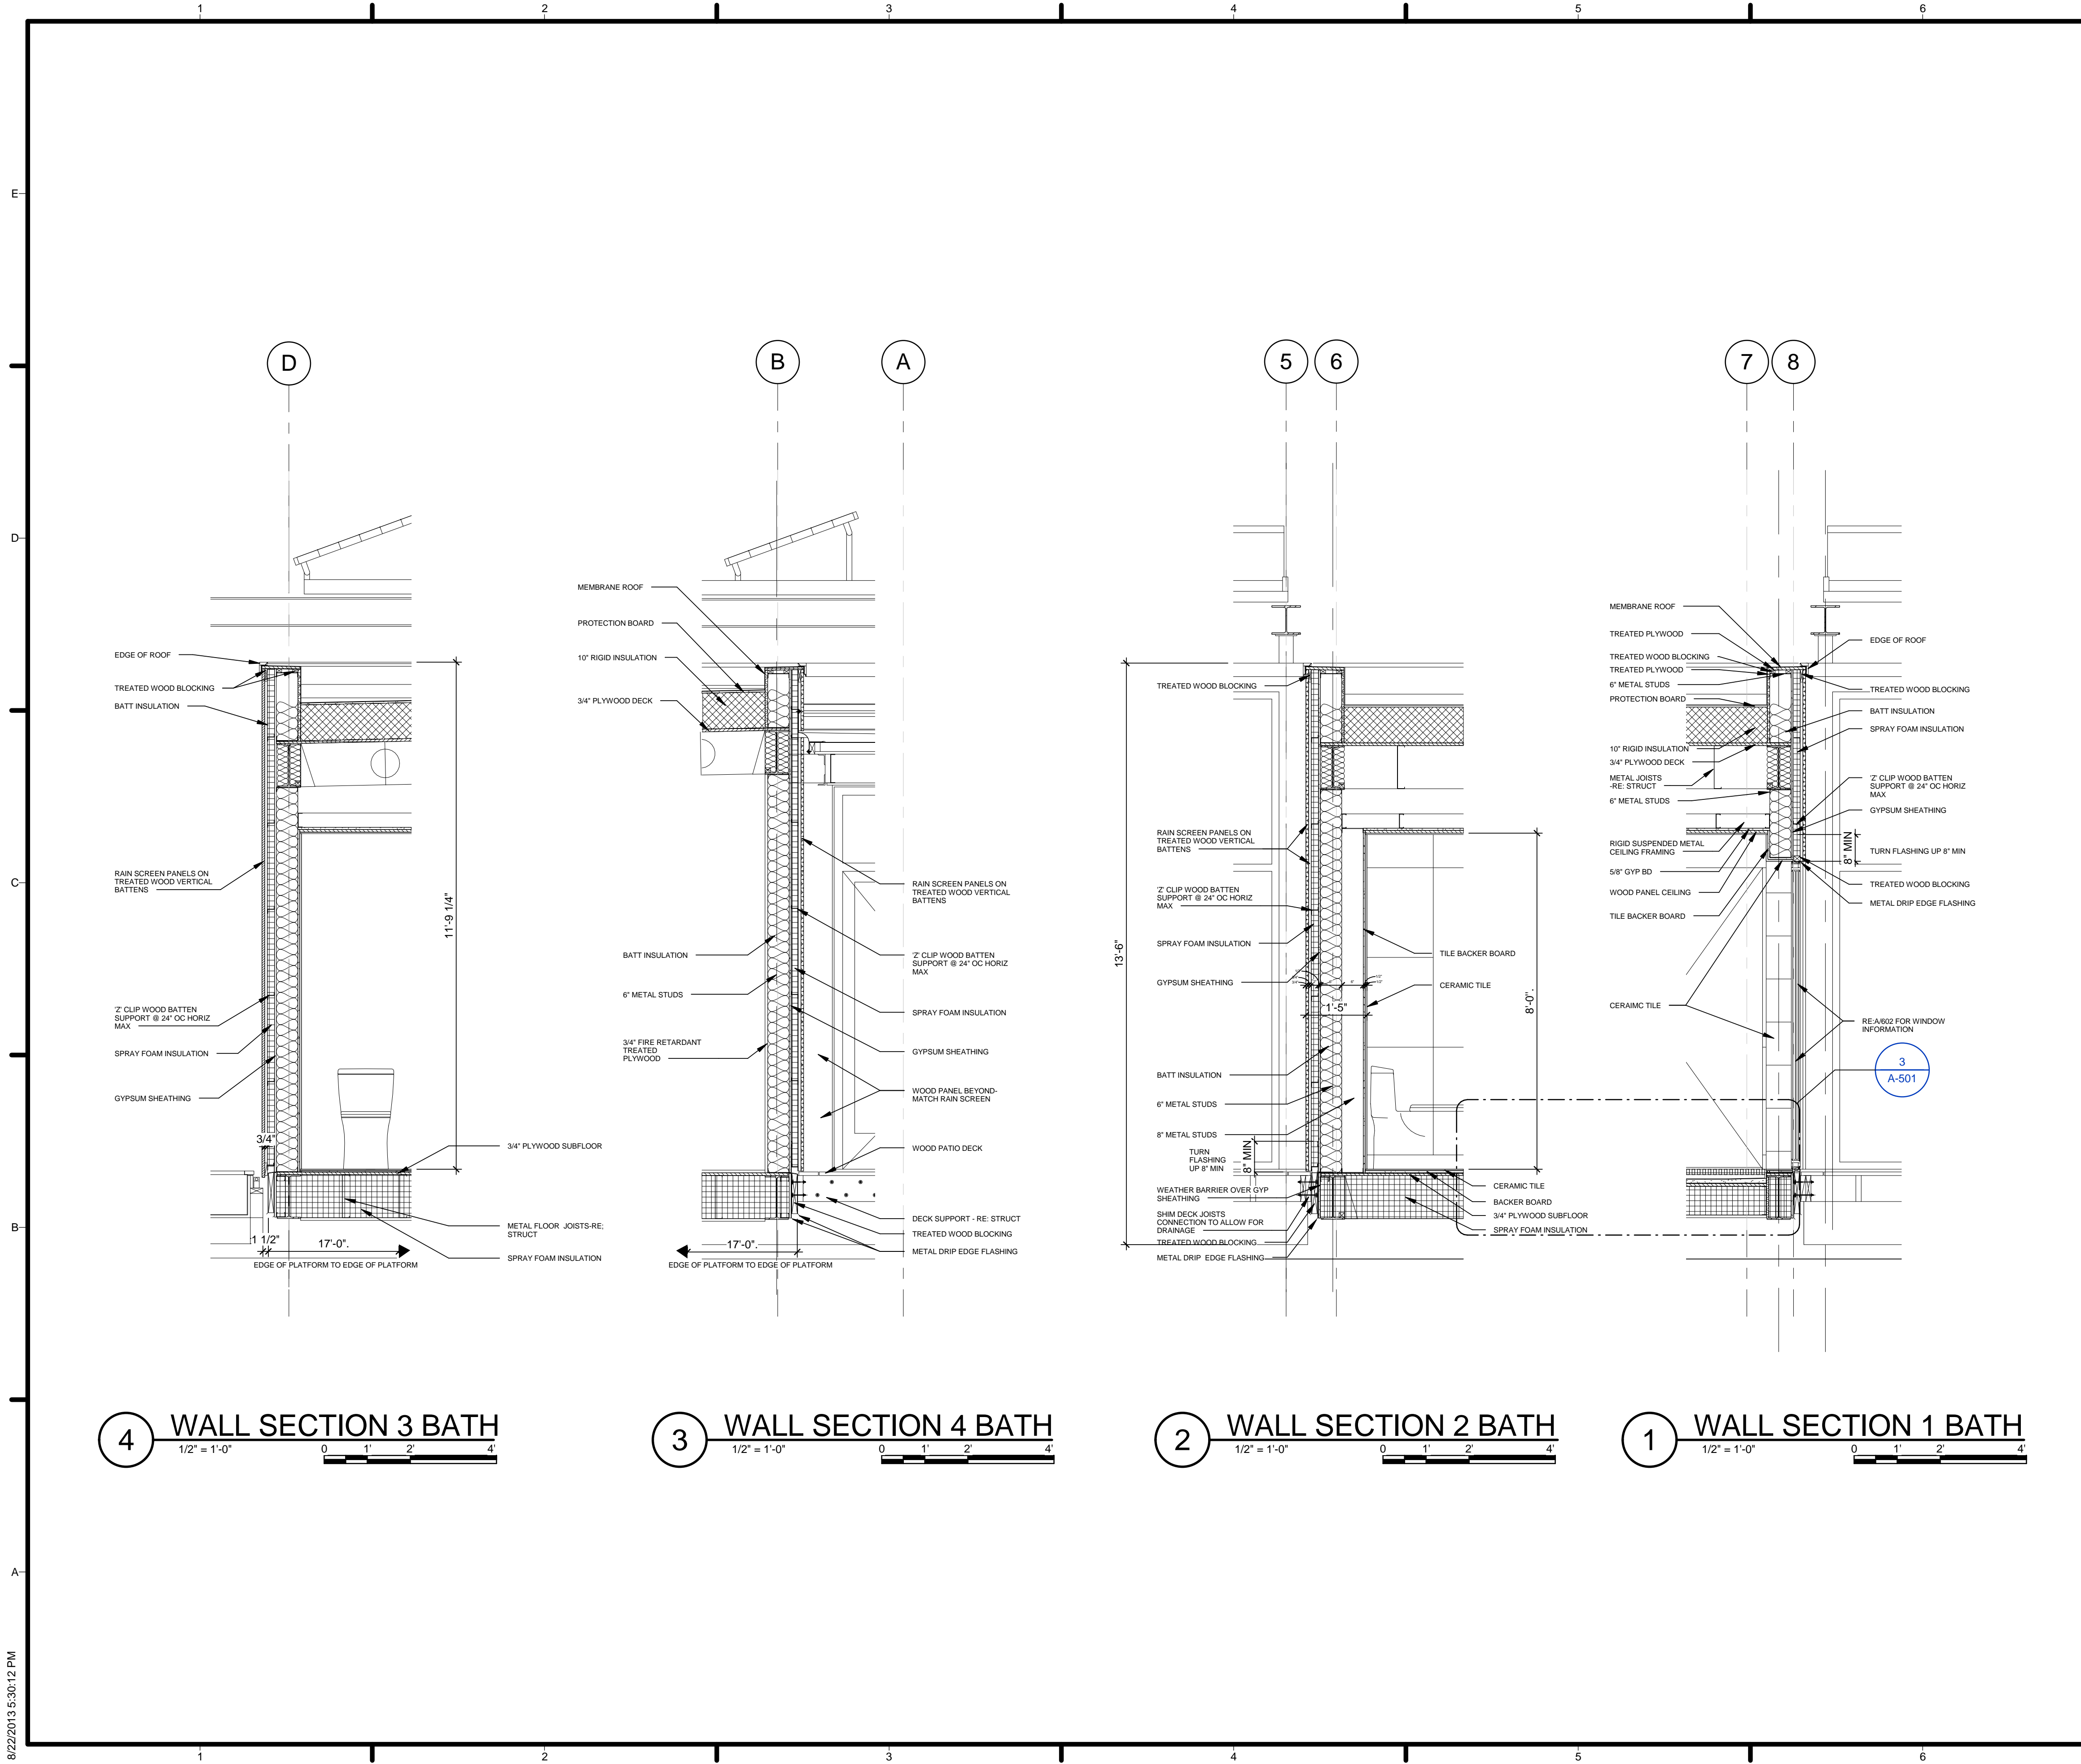 1 2 3 4 5 6
E
D
C
B
A
D
EDGE OF ROOF
TREATED WOOD BLOCKING
BATT INSULATION
RAIN SCREEN PANELS ON
TREATED WOOD VERTICAL
BATTENS
'Z' CLIP WOOD BATTEN
SUPPORT @ 24" OC HORIZ
MAX
SPRAY FOAM INSULATION
GYPSUM SHEATHING
3/4"
11'-9 1/4"
3/4" PLYWOOD SUBFLOOR
METAL FLOOR JOISTS-RE;
STRUCT
SPRAY FOAM INSULATION
1 1/2"
17'-0".
EDGE OF PLATFORM TO EDGE OF PLATFORM
4
WALL SECTION 3 BATH
1/2" = 1'-0"
0 1' 2' 4'
B
A
MEMBRANE ROOF
PROTECTION BOARD
10" RIGID INSULATION
3/4" PLYWOOD DECK
BATT INSULATION
6" METAL STUDS
3/4" FIRE RETARDANT
TREATED
PLYWOOD
RAIN SCREEN PANELS ON
TREATED WOOD VERTICAL
BATTENS
'Z' CLIP WOOD BATTEN
SUPPORT @ 24" OC HORIZ
MAX
SPRAY FOAM INSULATION
GYPSUM SHEATHING
WOOD PANEL BEYOND-
MATCH RAIN SCREEN
WOOD PATIO DECK
DECK SUPPORT - RE: STRUCT
TREATED WOOD BLOCKING
METAL DRIP EDGE FLASHING
17'-0".
EDGE OF PLATFORM TO EDGE OF PLATFORM
3
WALL SECTION 4 BATH
1/2" = 1'-0"
0 1' 2' 4'
5
6
13'-6"
TREATED WOOD BLOCKING
RAIN SCREEN PANELS ON
TREATED WOOD VERTICAL
BATTENS
'Z' CLIP WOOD BATTEN
SUPPORT @ 24" OC HORIZ
MAX
SPRAY FOAM INSULATION
GYPSUM SHEATHING
1'-5"
BATT INSULATION
6" METAL STUDS
8" METAL STUDS
TURN
FLASHING
UP 8" MIN
8" MIN
WEATHER BARRIER OVER GYP
SHEATHING
SHIM DECK JOISTS
CONNECTION TO ALLOW FOR
DRAINAGE
TREATED WOOD BLOCKING
METAL DRIP EDGE FLASHING
TILE BACKER BOARD
CERAMIC TILE
8'-0".
CERAMIC TILE
BACKER BOARD
3/4" PLYWOOD SUBFLOOR
SPRAY FOAM INSULATION
2
WALL SECTION 2 BATH
1/2" = 1'-0"
0 1' 2' 4'
7
8
MEMBRANE ROOF
TREATED PLYWOOD
TREATED WOOD BLOCKING
TREATED PLYWOOD
6" METAL STUDS
PROTECTION BOARD
10" RIGID INSULATION
3/4" PLYWOOD DECK
METAL JOISTS
-RE: STRUCT
6" METAL STUDS
RIGID SUSPENDED METAL
CEILING FRAMING
5/8" GYP BD
WOOD PANEL CEILING
TILE BACKER BOARD
CERAIMC TILE
EDGE OF ROOF
TREATED WOOD BLOCKING
BATT INSULATION
SPRAY FOAM INSULATION
'Z' CLIP WOOD BATTEN
SUPPORT @ 24" OC HORIZ
MAX
GYPSUM SHEATHING
8" MIN
TURN FLASHING UP 8" MIN
TREATED WOOD BLOCKING
METAL DRIP EDGE FLASHING
RE:A/602 FOR WINDOW
INFORMATION
3
A-501
1
WALL SECTION 1 BATH
1/2" = 1'-0"
0 1' 2' 4'
8/22/2013 5:30:12 PM
1 2 3 4 5 6